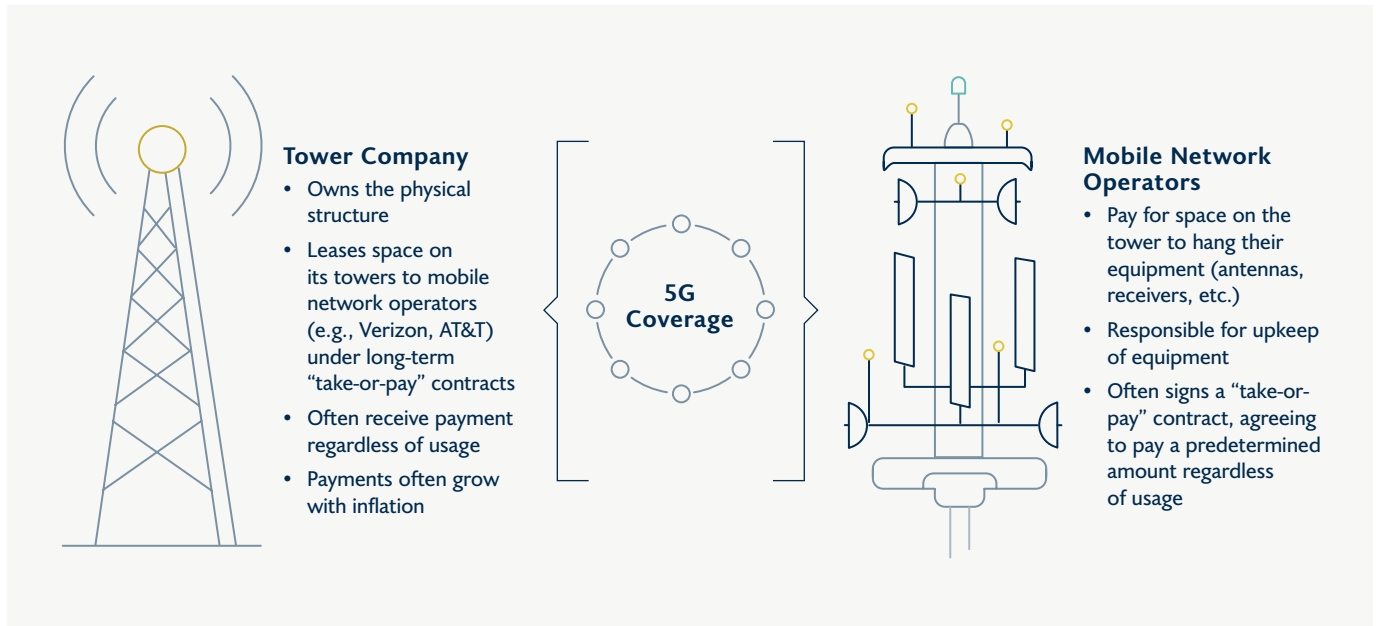 Tower Company
• Owns the physical
structure
• Leases space on
its towers to mobile
network operators
(e.g., Verizon, AT&T)
under long-term
“take-or-pay” contracts
• Often receive payment
regardless of usage
• Payments often grow
with inflation
5G
Coverage
Mobile Network
Operators
• Pay for space on the
tower to hang their
equipment (antennas,
receivers, etc.)
• Responsible for upkeep
of equipment
• Often signs a “take-or-
pay” contract, agreeing
to pay a predetermined
amount regardless
of usage